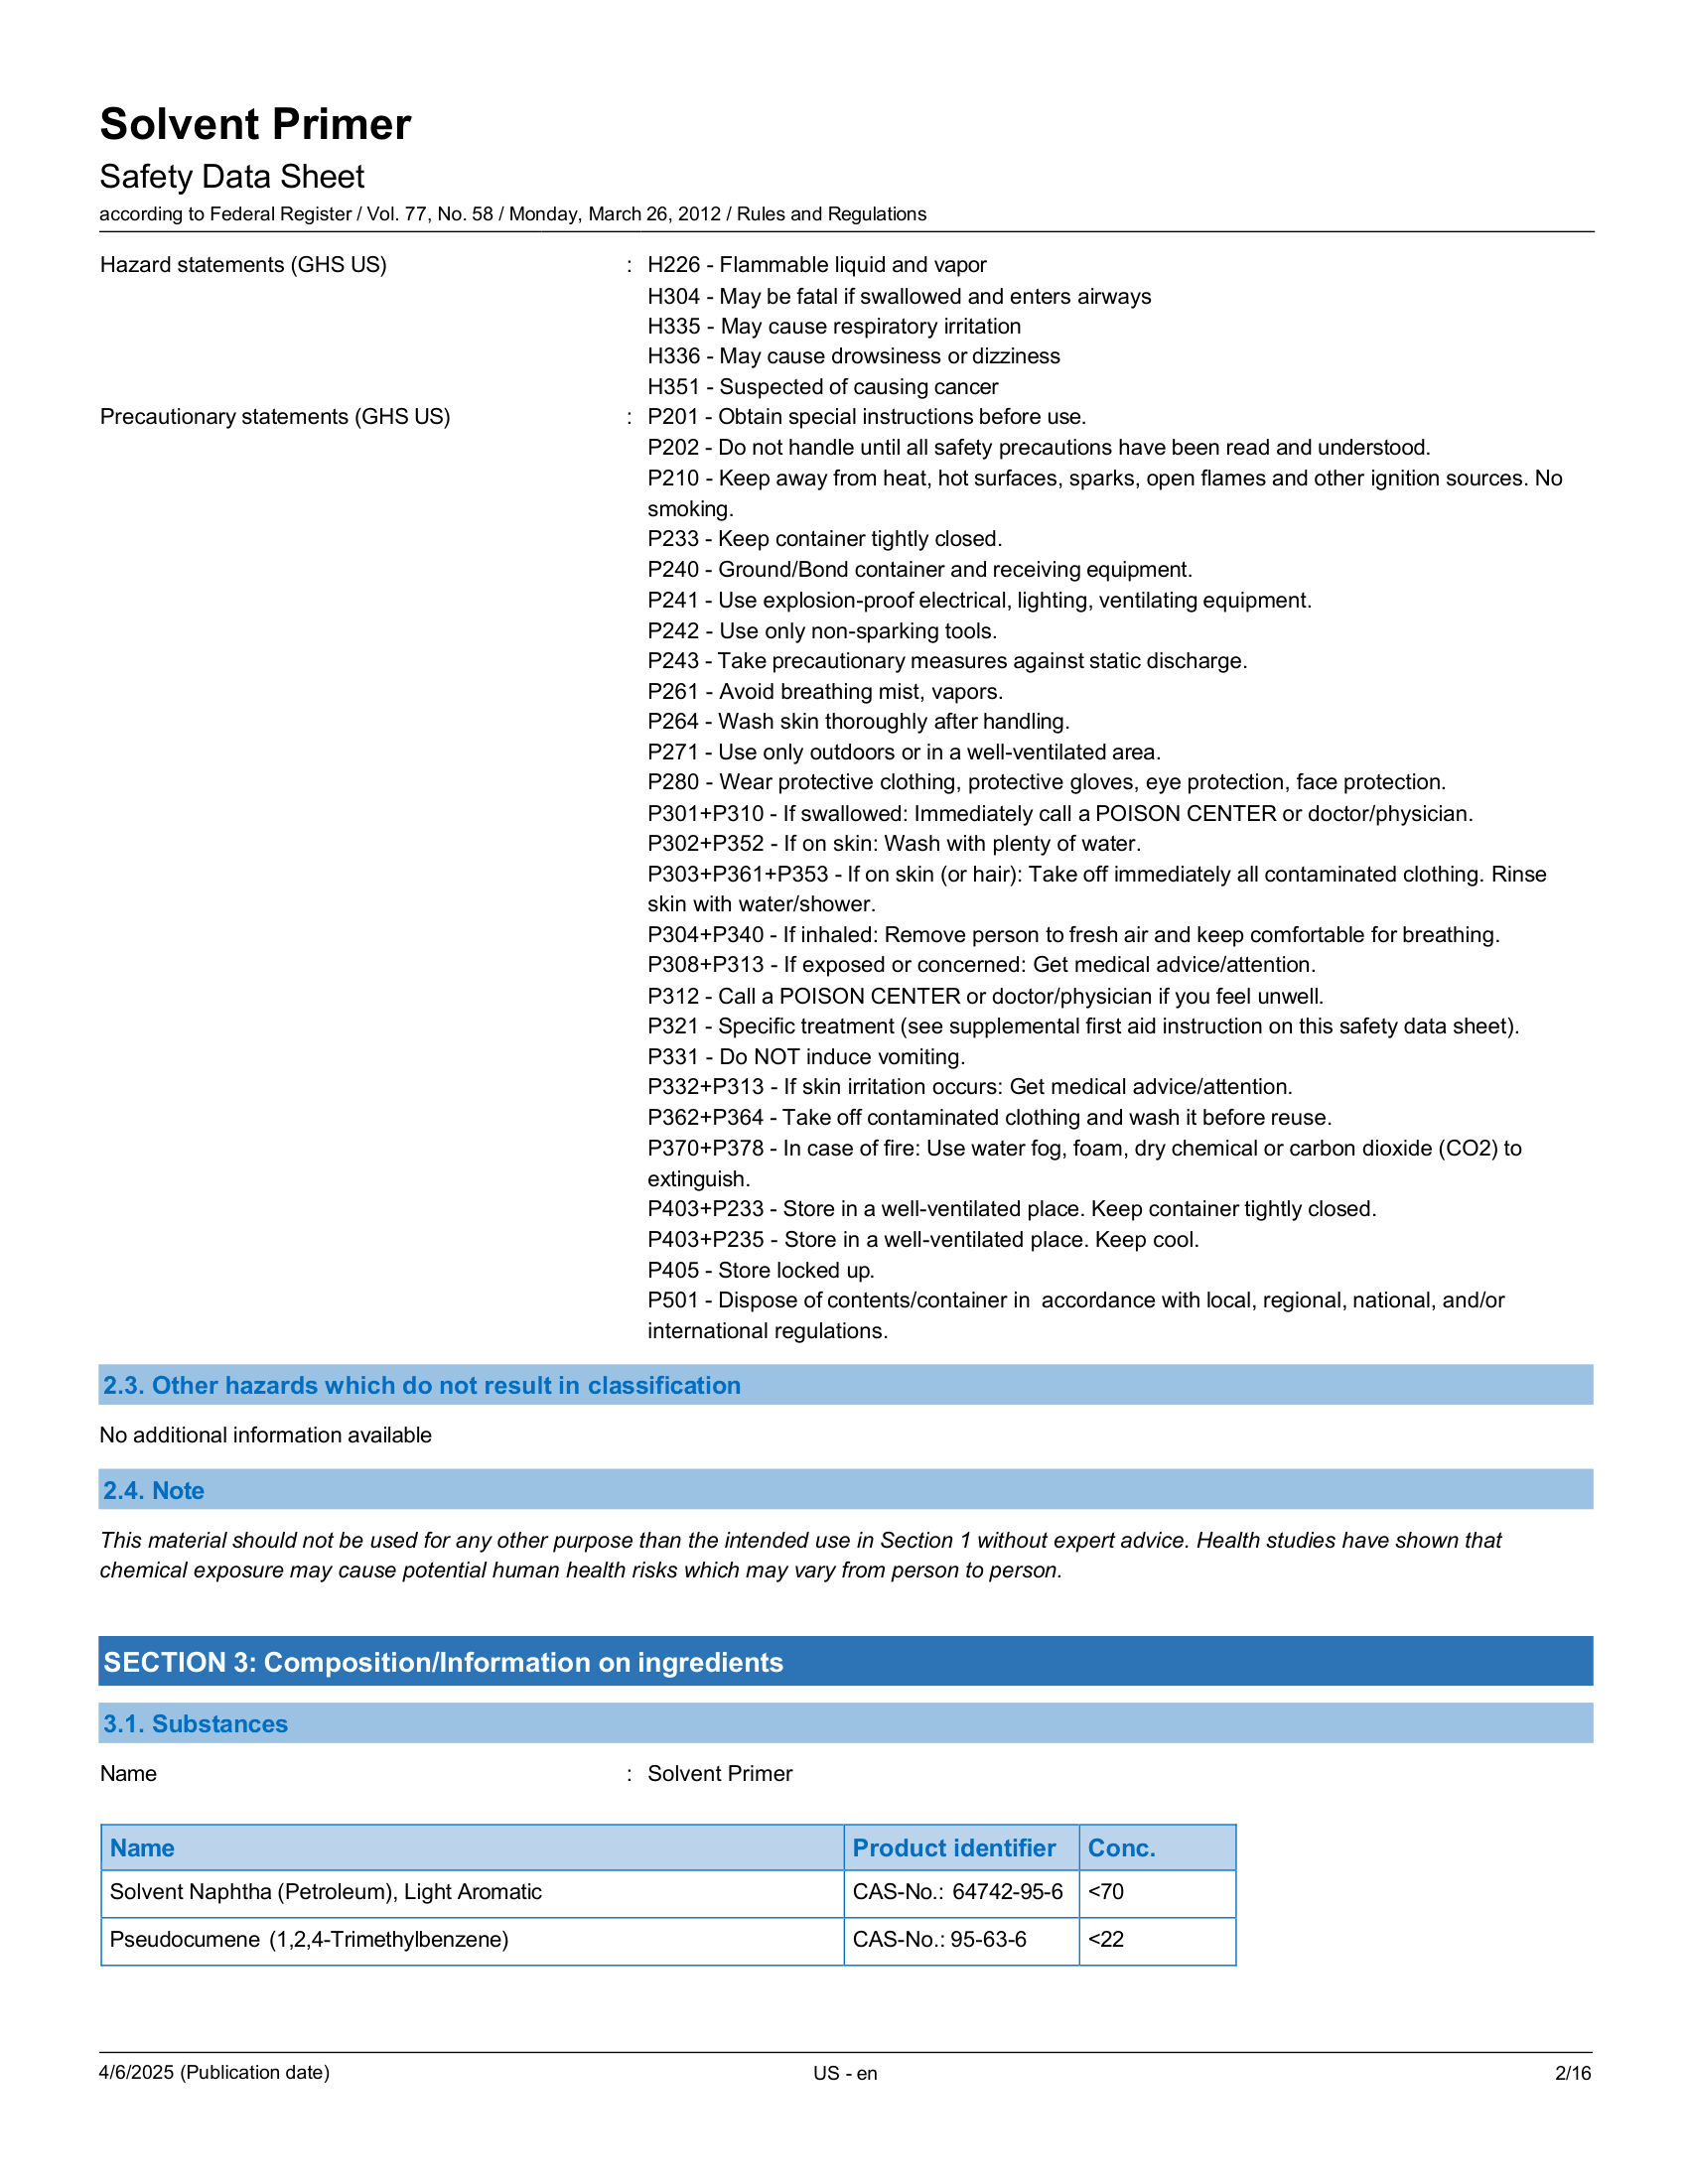 Solvent Primer
Safety Data Sheet
according to Federal Register / Vol. 77, No. 58 / Monday, March 26, 2012 / Rules and Regulations
Hazard statements (GHS US) : H226 - Flammable liquid and vapor
H304 - May be fatal if swallowed and enters airways
H335 - May cause respiratory irritation
H336 - May cause drowsiness or dizziness
H351 - Suspected of causing cancer
Precautionary statements (GHS US) : P201 - Obtain special instructions before use.
P202 - Do not handle until all safety precautions have been read and understood.
P210 - Keep away from heat, hot surfaces, sparks, open flames and other ignition sources. No
smoking.
P233 - Keep container tightly closed.
P240 - Ground/Bond container and receiving equipment.
P241 - Use explosion-proof electrical, lighting, ventilating equipment.
P242 - Use only non-sparking tools.
P243 - Take precautionary measures against static discharge.
P261 - Avoid breathing mist, vapors.
P264 - Wash skin thoroughly after handling.
P271 - Use only outdoors or in a well-ventilated area.
P280 - Wear protective clothing, protective gloves, eye protection, face protection.
P301+P310 - If swallowed: Immediately call a POISON CENTER or doctor/physician.
P302+P352 - If on skin: Wash with plenty of water.
P303+P361+P353 - If on skin (or hair): Take off immediately all contaminated clothing. Rinse
skin with water/shower.
P304+P340 - If inhaled: Remove person to fresh air and keep comfortable for breathing.
P308+P313 - If exposed or concerned: Get medical advice/attention.
P312 - Call a POISON CENTER or doctor/physician if you feel unwell.
P321 - Specific treatment (see supplemental first aid instruction on this safety data sheet).
P331 - Do NOT induce vomiting.
P332+P313 - If skin irritation occurs: Get medical advice/attention.
P362+P364 - Take off contaminated clothing and wash it before reuse.
P370+P378 - In case of fire: Use water fog, foam, dry chemical or carbon dioxide (CO2) to
extinguish.
P403+P233 - Store in a well-ventilated place. Keep container tightly closed.
P403+P235 - Store in a well-ventilated place. Keep cool.
P405 - Store locked up.
P501 - Dispose of contents/container in accordance with local, regional, national, and/or
international regulations.
2.3. Other hazards which do not result in classification
No additional information available
2.4. Note
This material should not be used for any other purpose than the intended use in Section 1 without expert advice. Health studies have shown that
chemical exposure may cause potential human health risks which may vary from person to person.
SECTION 3: Composition/Information on ingredients
3.1. Substances
Name : Solvent Primer
Name Product identifier Conc.
Solvent Naphtha (Petroleum), Light Aromatic CAS-No.: 64742-95-6 <70
Pseudocumene (1,2,4-Trimethylbenzene) CAS-No.: 95-63-6 <22
4/6/2025 (Publication date) US - en 2/16